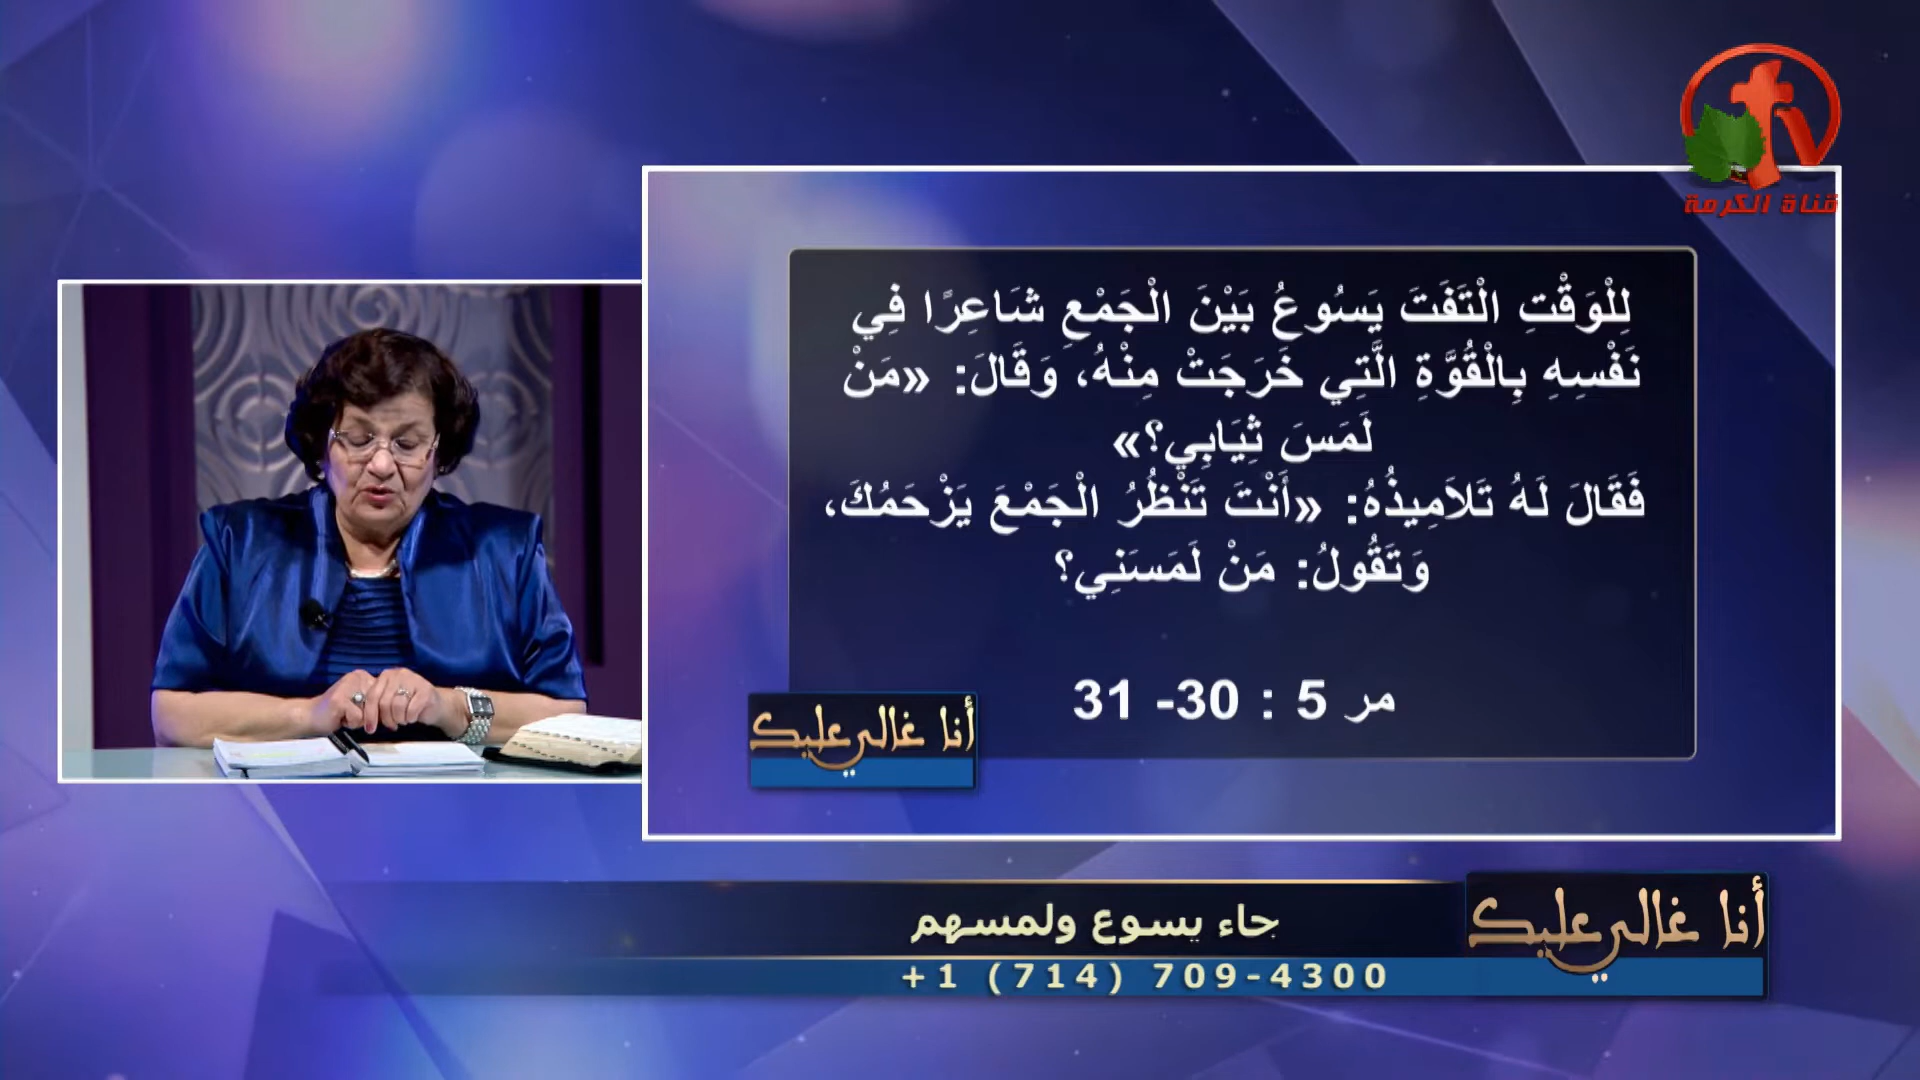 قناة الكرمة
لِلْوَقْتِ الْتَفَتَ يَسُوعُ بَيْنَ الْجَمْعِ شَاعِرًا فِي
نَفْسِهِ بِالْقُوَّةِ الَّتِي خَرَجَتْ مِنْهُ، وَقَالَ: «مَنْ
لَمَسَ ثِيَابِي؟»
فَقَالَ لَهُ تَلاَمِيذُهُ: «أَنْتَ تَنْظُرُ الْجَمْعَ يَزْحَمُكَ،
وَتَقُولُ: مَنْ لَمَسَنِي؟
مر 5 : 30- 31
أنا غالي عليك
جاء يسوع ولمسهم
أنا غالي عليك
+1 (714) 709-4300